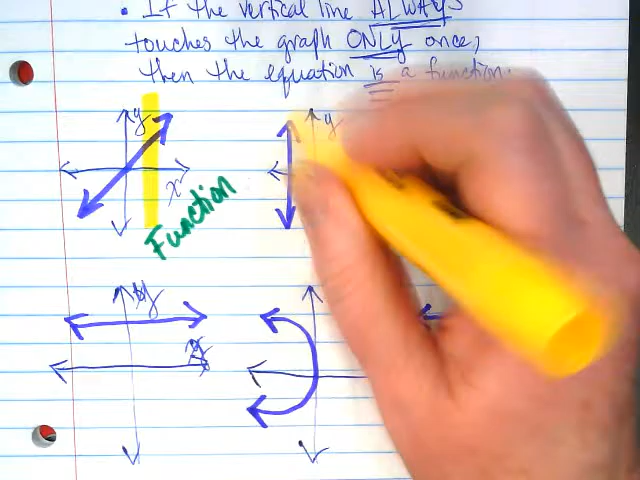 • If the vertical line ALWAYS
touches the graph ONLY once,
then the equation is a function.
y
y
x
Function
y
x